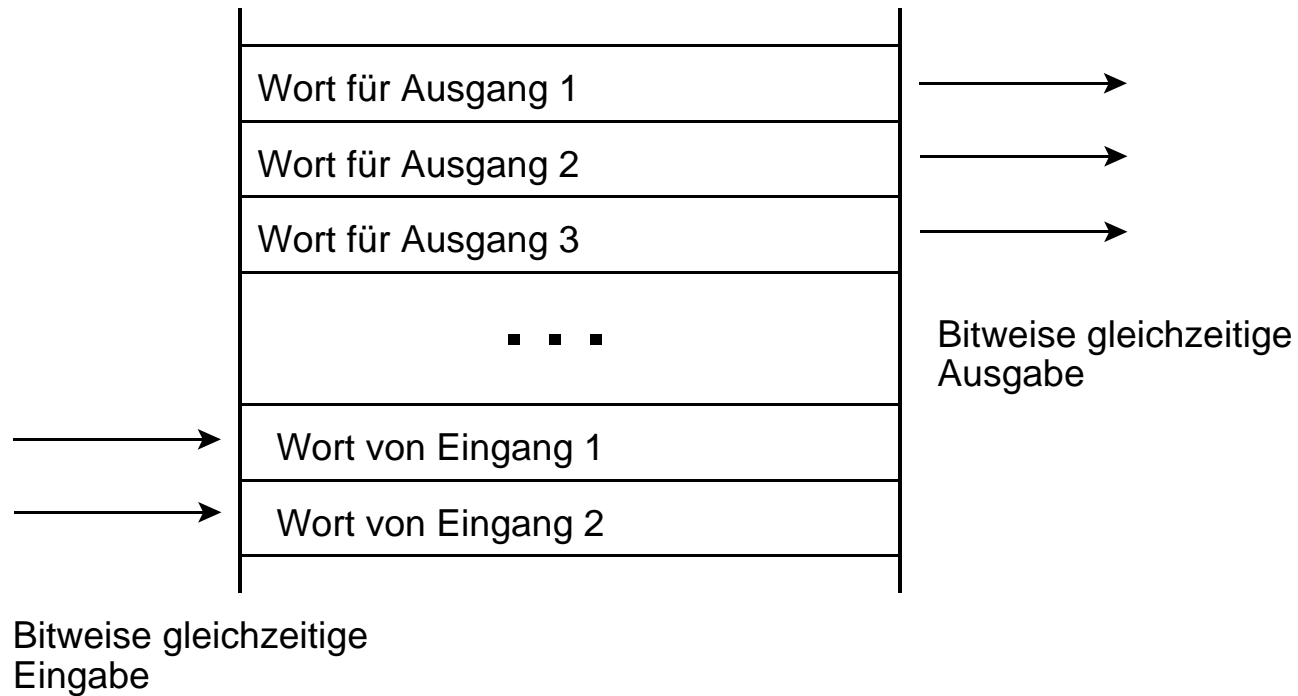 Wort für Ausgang 1
Wort für Ausgang 2
Wort für Ausgang 3
. . .
Bitweise gleichzeitige
Ausgabe
Wort von Eingang 1
Wort von Eingang 2
Bitweise gleichzeitige
Eingabe